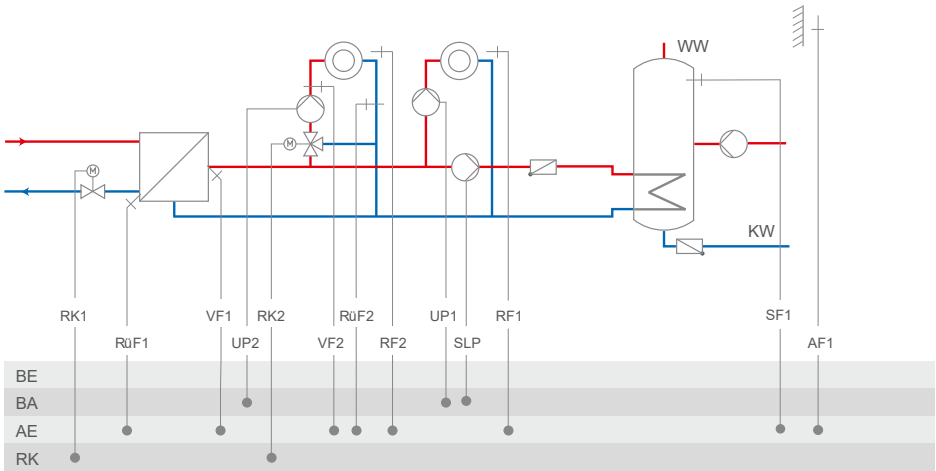 WW
M
M
KW
RK1 VF1 RK2 RüF2 UP1 RF1 SF1
RüF1 UP2 VF2 RF2 SLP AF1
BE
BA
AE
RK